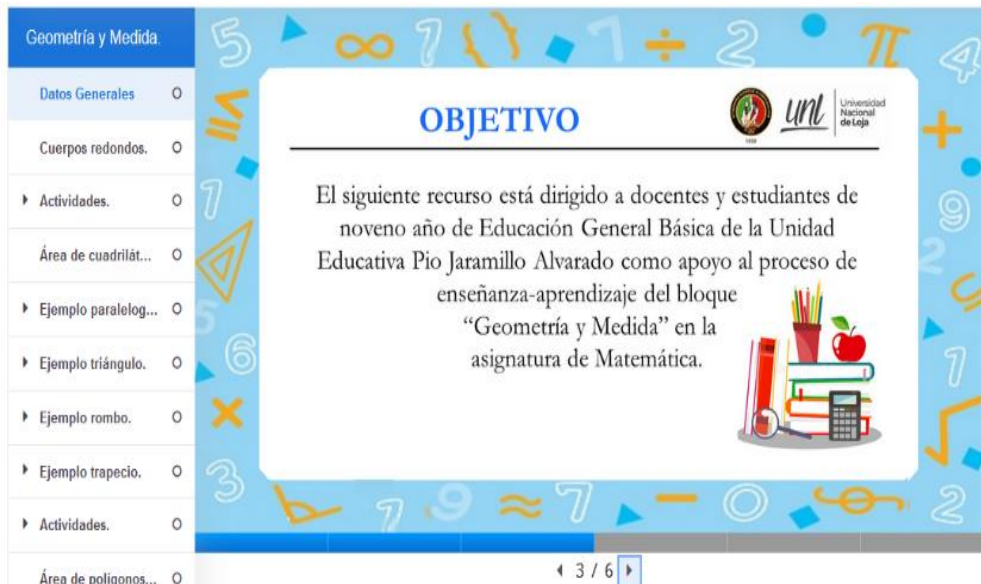 Geometría y Medida.
Datos Generales
Cuerpos redondos.
Actividades.
Área de cuadrilát...
Ejemplo paralelog...
Ejemplo triángulo.
Ejemplo rombo.
Ejemplo trapecio.
Actividades.
Área de polígonos...
OBJETIVO
1859
unl
Universidad
Nacional
de Loja
El siguiente recurso está dirigido a docentes y estudiantes de
noveno año de Educación General Básica de la Unidad
Educativa Pio Jaramillo Alvarado como apoyo al proceso de
enseñanza-aprendizaje del bloque
“Geometría y Medida” en la
asignatura de Matemática.
3 / 6